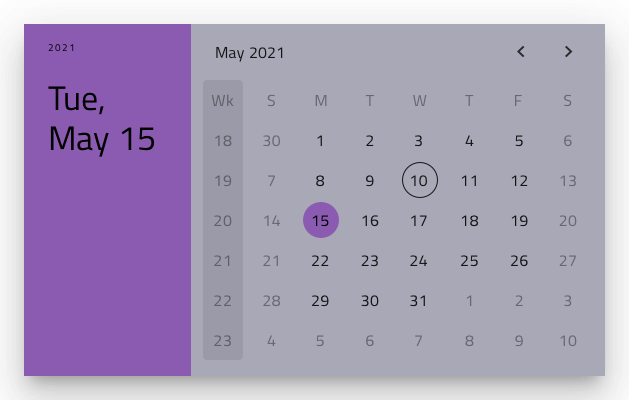 2021
Tue,
May 15
May 2021
Wk S M T W T F S
18 30 1 2 3 4 5 6
19 7 8 9 10 11 12 13
20 14 15 16 17 18 19 20
21 21 22 23 24 25 26 27
22 28 29 30 31 1 2 3
23 4 5 6 7 8 9 10